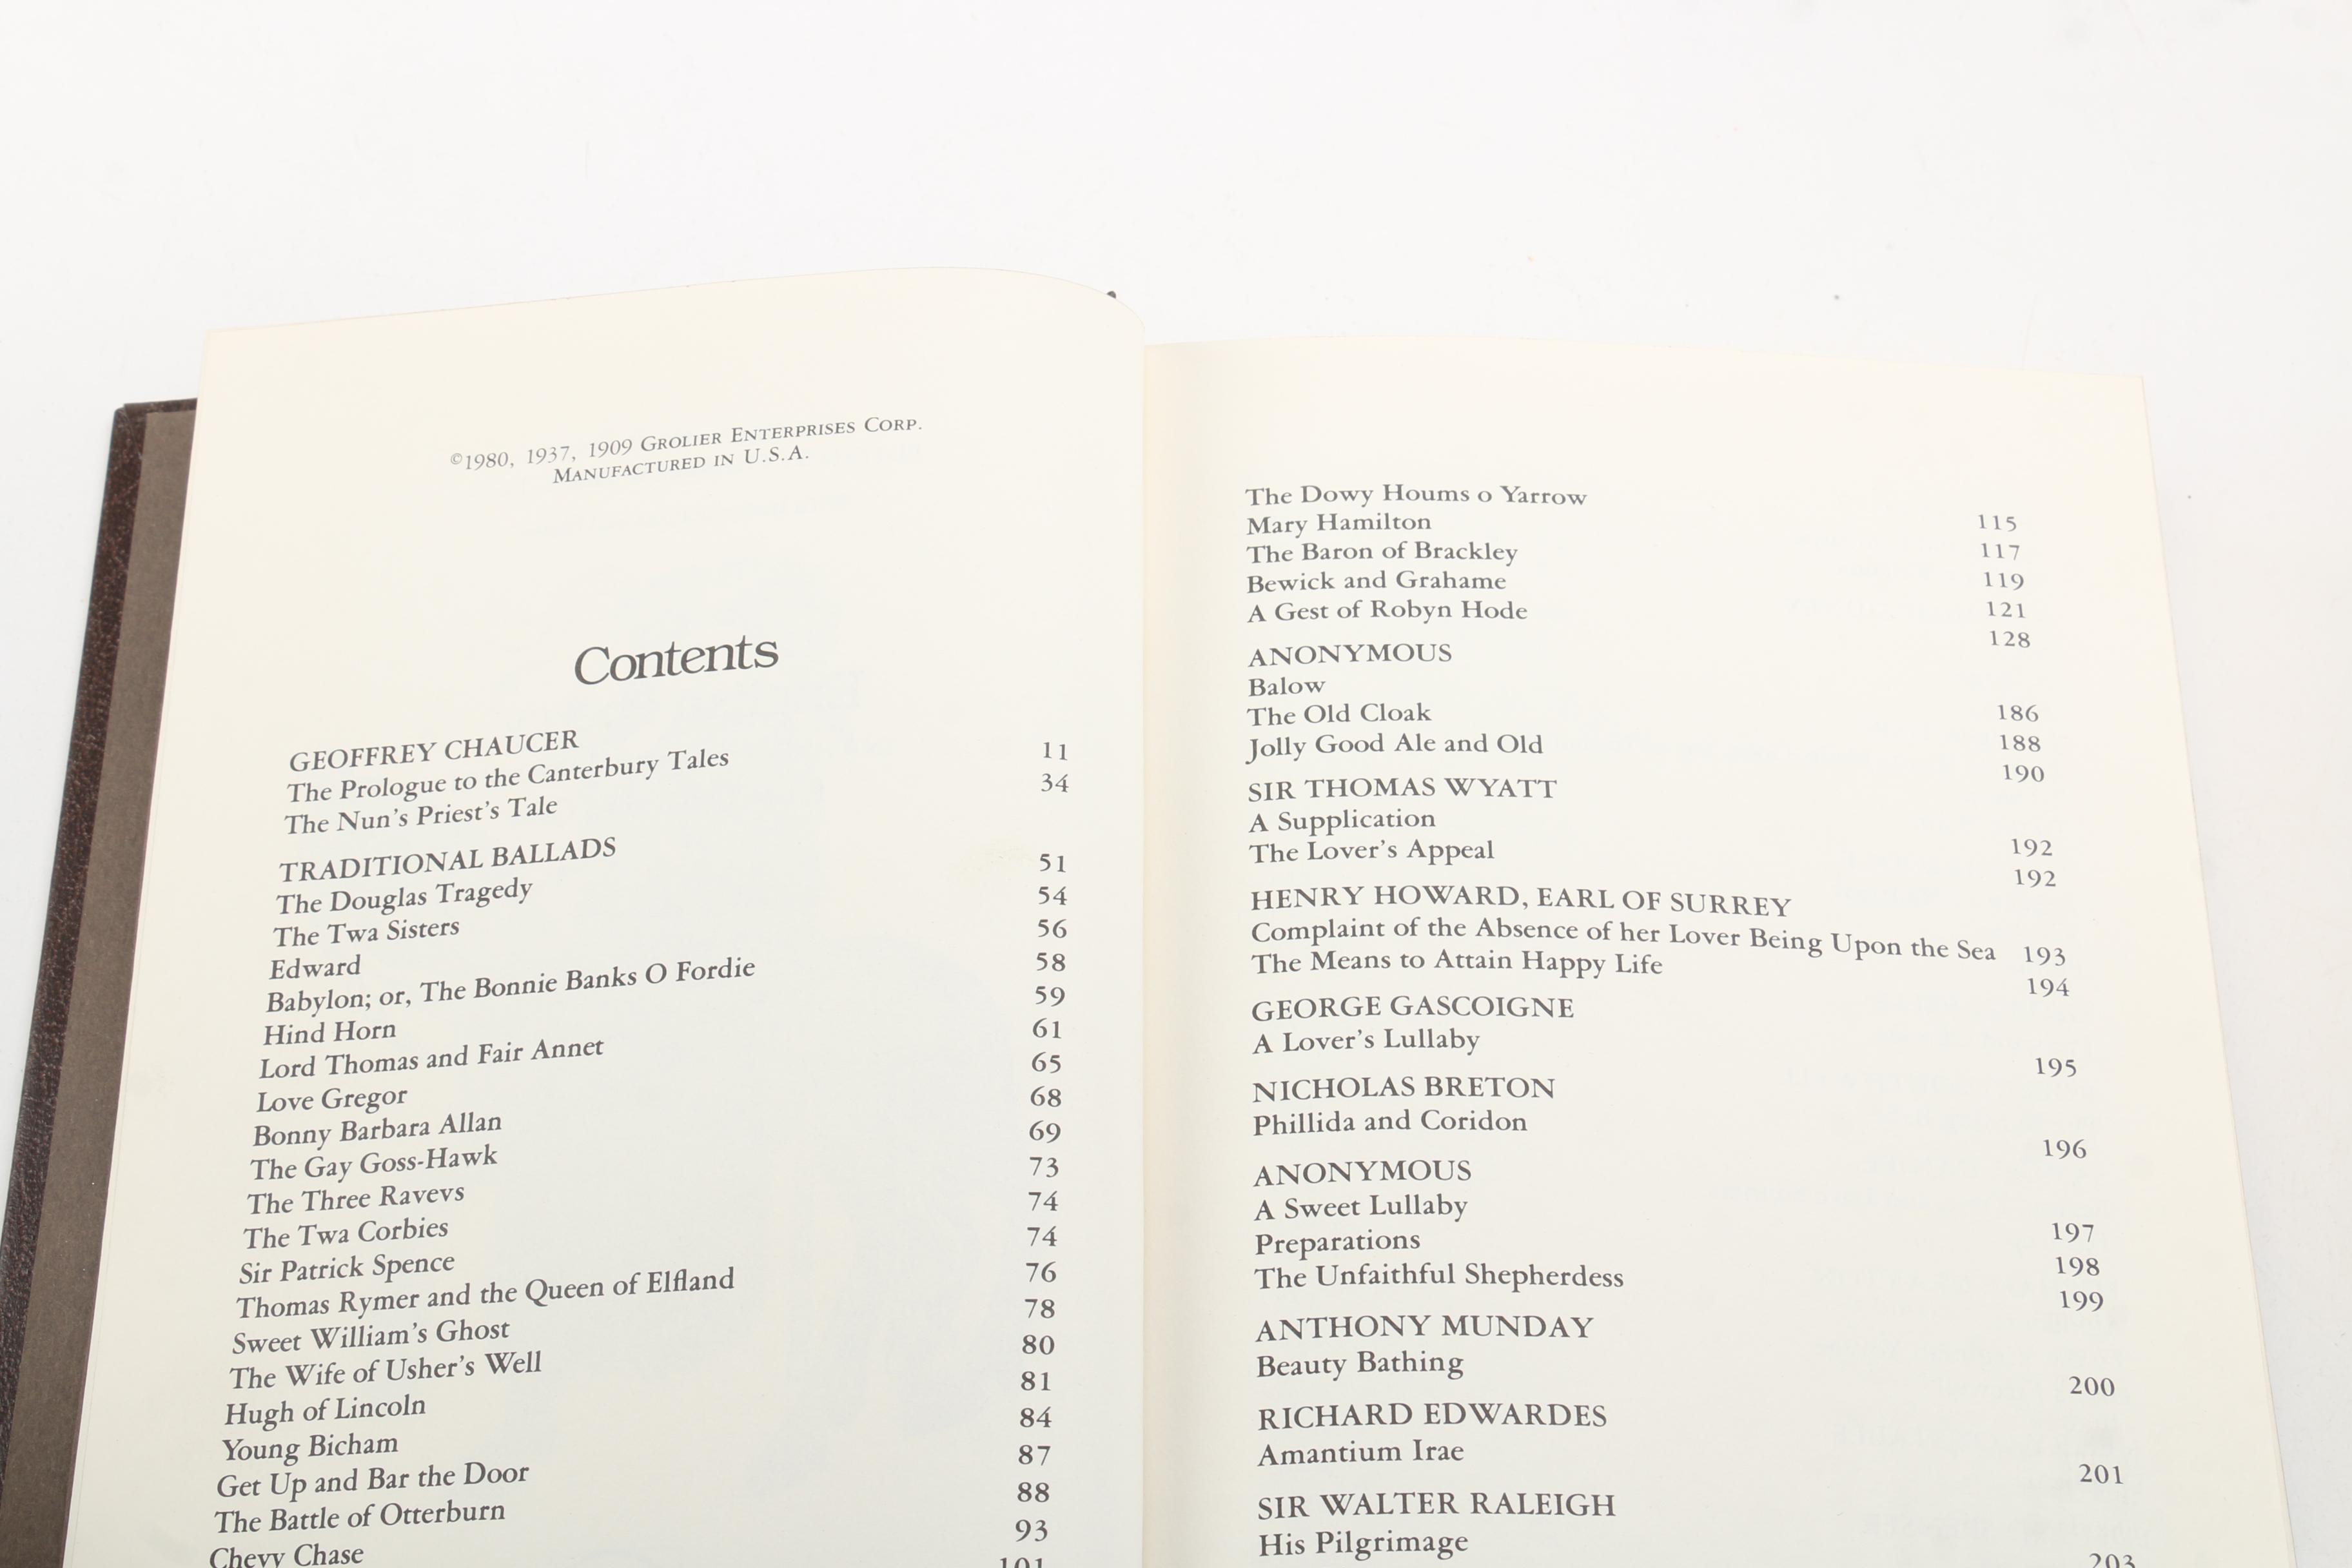 ©1980, 1937, 1909 GROLIER ENTERPRISES CORP.
MANUFACTURED IN U.S.A.
Contents
GEOFFREY CHAUCER
The Prologue to the Canterbury Tales 11
The Nun's Priest's Tale 34
TRADITIONAL BALLADS
The Douglas Tragedy 51
The Twa Sisters 54
Edward 56
Babylon; or, The Bonnie Banks O Fordie 58
Hind Horn 59
Lord Thomas and Fair Annet 61
Love Gregor 65
Bonny Barbara Allan 68
The Gay Goss-Hawk 69
The Three Ravevs 73
The Twa Corbies 74
Sir Patrick Spence 74
Thomas Rymer and the Queen of Elfland 76
Sweet William's Ghost 78
The Wife of Usher's Well 80
Hugh of Lincoln 81
Young Bicham 84
Get Up and Bar the Door 87
The Battle of Otterburn 88
Chevy Chase 93
101
The Dowy Houms o Yarrow 115
Mary Hamilton 117
The Baron of Brackley 119
Bewick and Grahame 121
A Gest of Robyn Hode 128
ANONYMOUS
Balow 186
The Old Cloak 188
Jolly Good Ale and Old 190
SIR THOMAS WYATT
A Supplication 192
The Lover's Appeal 192
HENRY HOWARD, EARL OF SURREY
Complaint of the Absence of her Lover Being Upon the Sea 193
The Means to Attain Happy Life 194
GEORGE GASCOIGNE
A Lover's Lullaby 195
NICHOLAS BRETON
Phillida and Coridon 196
ANONYMOUS
A Sweet Lullaby 197
Preparations 198
The Unfaithful Shepherdess 199
ANTHONY MUNDAY
Beauty Bathing 200
RICHARD EDWARDES
Amantium Irae 201
SIR WALTER RALEIGH
His Pilgrimage 203